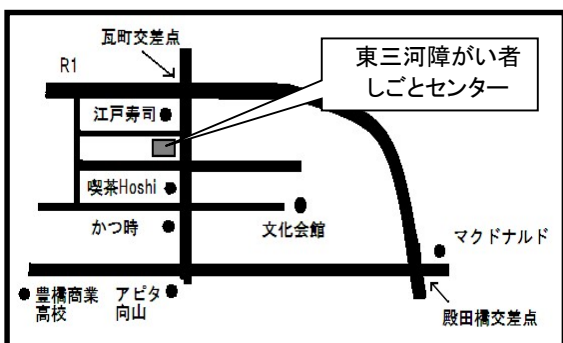 瓦町交差点
R1
東三河障がい者
しごとセンター
江戸寿司
喫茶Hoshi
かつ時
文化会館
マクドナルド
豊橋商業
高校
アピタ
向山
殿田橋交差点